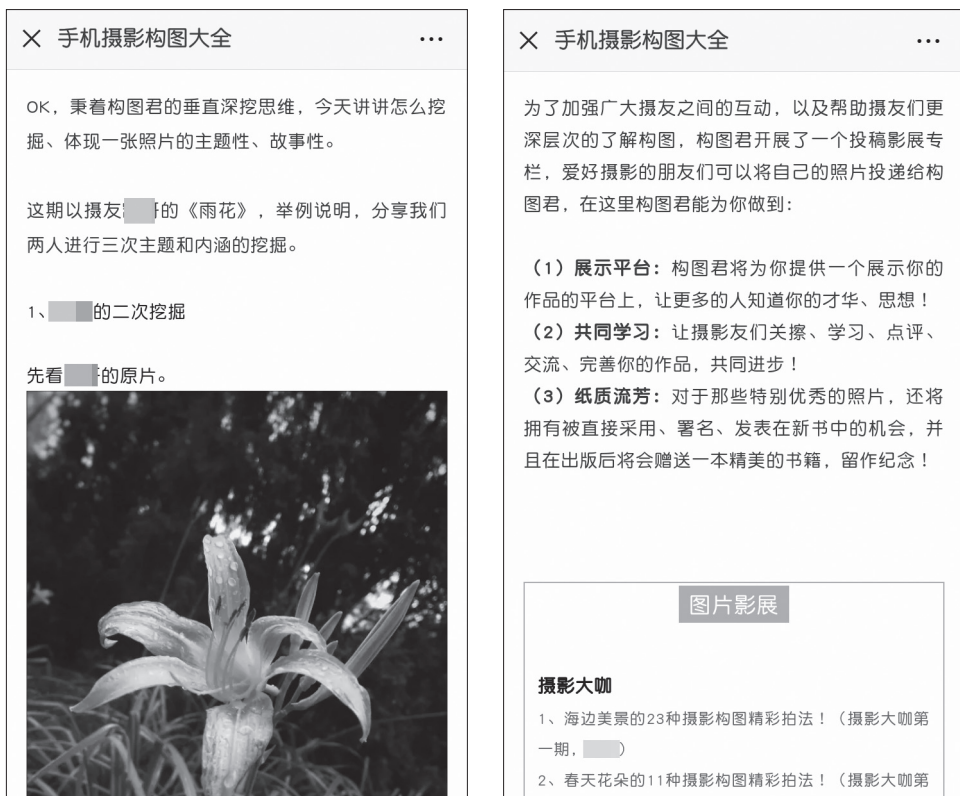 手机摄影构图大全
OK，秉着构图君的垂直深挖思维，今天讲讲怎么挖
掘、体现一张照片的主题性、故事性。
这期以摄友 的《雨花》，举例说明，分享我们
两人进行三次主题和内涵的挖掘。
1、 的二次挖掘
先看 的原片。
手机摄影构图大全
为了加强广大摄友之间的互动，以及帮助摄友们更
深层次的了解构图，构图君开展了一个投稿影展专
栏，爱好摄影的朋友们可以将自己的照片投递给构
图君，在这里构图君能为你做到：
（1）展示平台：构图君将为你提供一个展示你的
作品的平台上，让更多的人知道你的才华、思想！
（2）共同学习：让摄影友们关擦、学习、点评、
交流、完善你的作品，共同进步！
（3）纸质流芳：对于那些特别优秀的照片，还将
拥有被直接采用、署名、发表在新书中的机会，并
且在出版后将会赠送一本精美的书籍，留作纪念！
图片影展
摄影大咖
1、海边美景的23种摄影构图精彩拍法！（摄影大咖第
一期， ）
2、春天花朵的11种摄影构图精彩拍法！（摄影大咖第